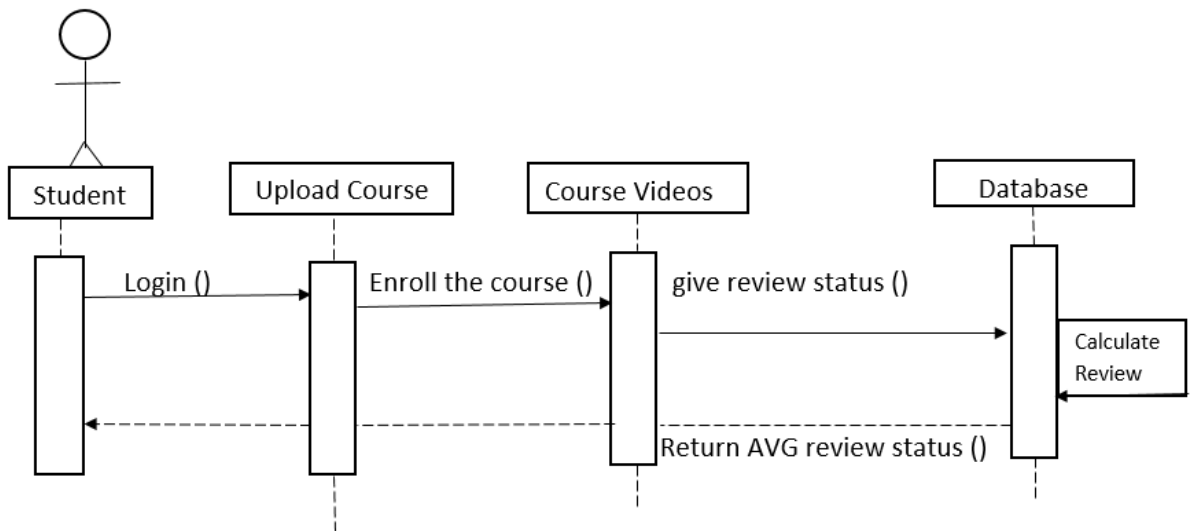 Student
Upload Course
Course Videos
Database
Login ()
Enroll the course ()
give review status ()
Calculate
Review
Return AVG review status ()